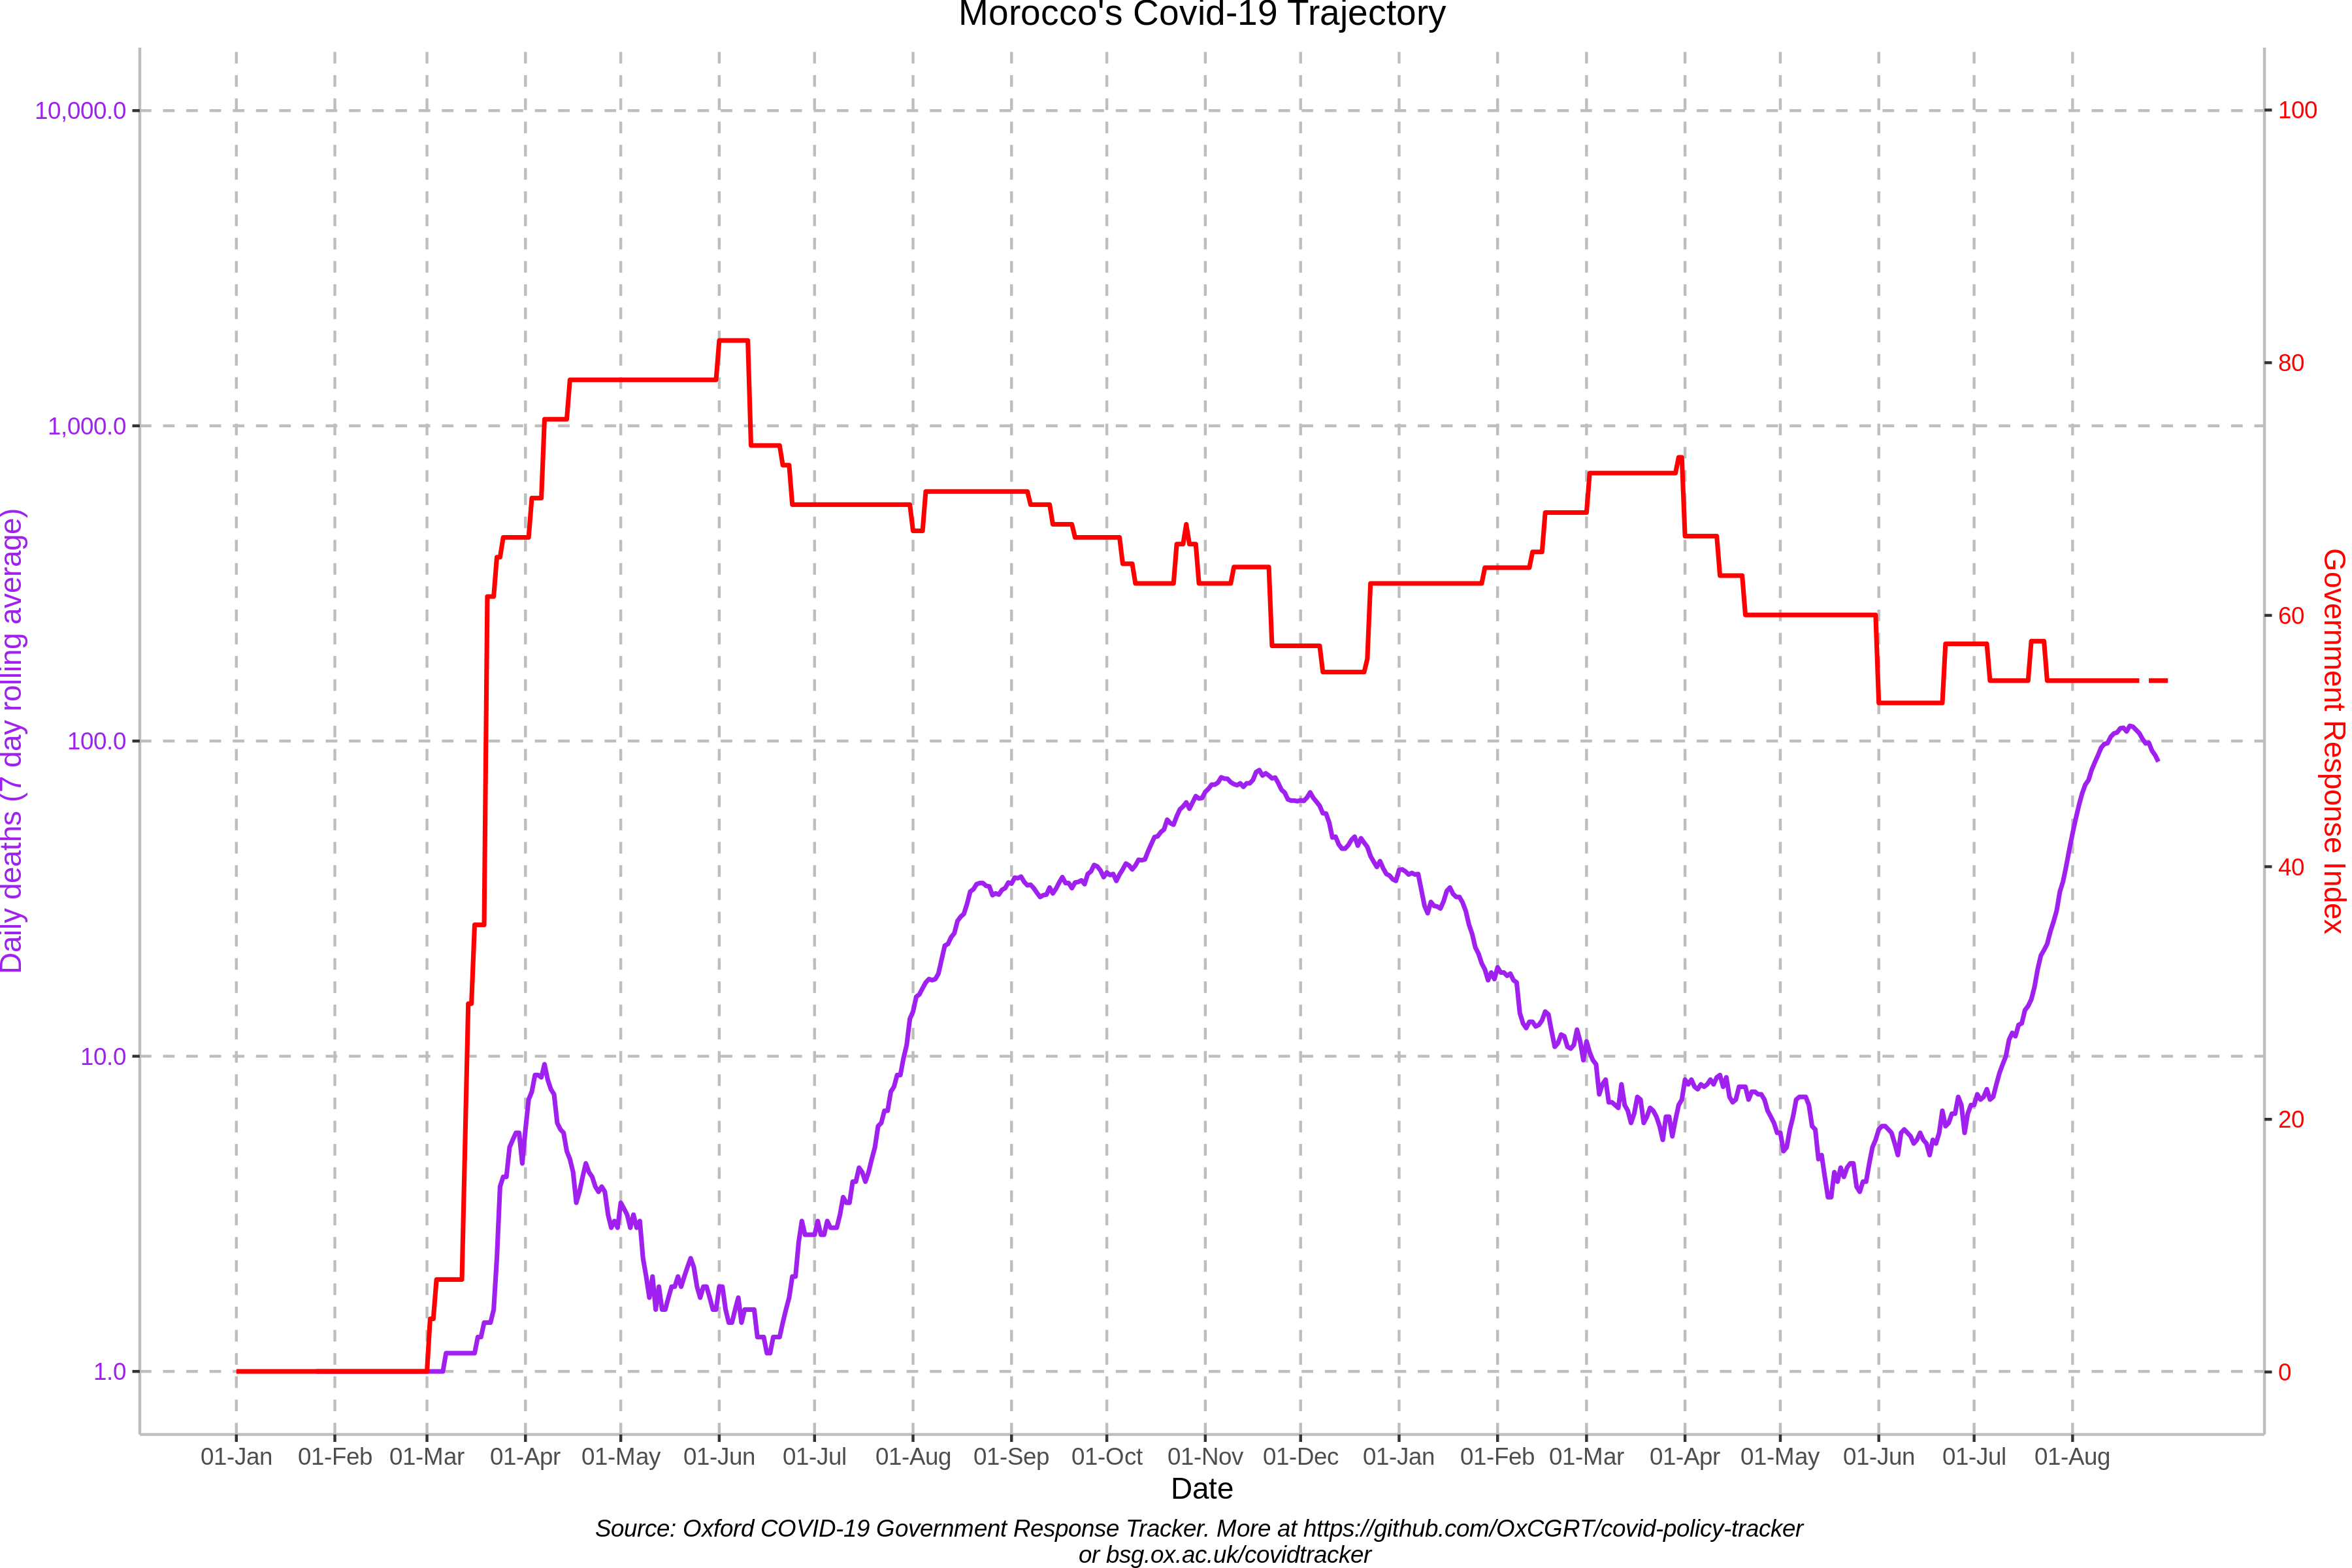 Morocco's Covid-19 Trajectory
10,000.0
1,000.0
100.0
10.0
1.0
Daily deaths (7 day rolling average)
100
80
60
40
20
0
Government Response Index
01-Jan 01-Feb 01-Mar 01-Apr 01-May 01-Jun 01-Jul 01-Aug 01-Sep 01-Oct 01-Nov 01-Dec 01-Jan 01-Feb 01-Mar 01-Apr 01-May 01-Jun 01-Jul 01-Aug
Date
Source: Oxford COVID-19 Government Response Tracker. More at https://github.com/OxCGRT/covid-policy-tracker
or bsg.ox.ac.uk/covidtracker